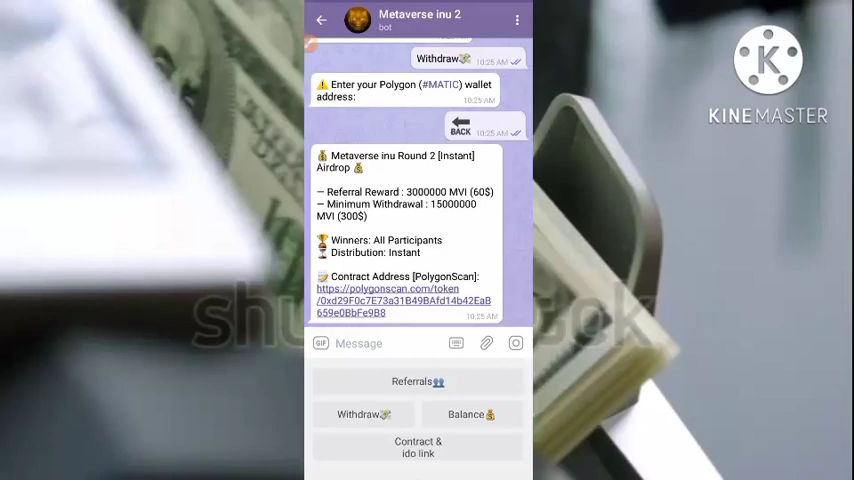 Metaverse inu 2
bot
Withdraw💸 10:25 AM
⚠️ Enter your Polygon (#MATIC) wallet
address:
10:25 AM
BACK 10:25 AM
💰 Metaverse inu Round 2 [Instant]
Airdrop 💰
– Referral Reward : 3000000 MVI (60$)
– Minimum Withdrawal : 15000000
MVI (300$)
🏆 Winners: All Participants
⏳ Distribution: Instant
📝 Contract Address [PolygonScan]:
https://polygonscan.com/token
/0xd29F0c7E73a31B49BAfd14b42EaB
659e0BbFe9B8
10:25 AM
GIF Message
Referrals👥
Withdraw💸 Balance💰
Contract &
ido link
K
KINEMASTER